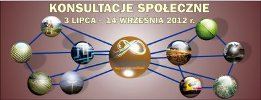 KONSULTACJE SPOŁECZNE
3 LIPCA - 14 WRZEŚNIA 2012 r.